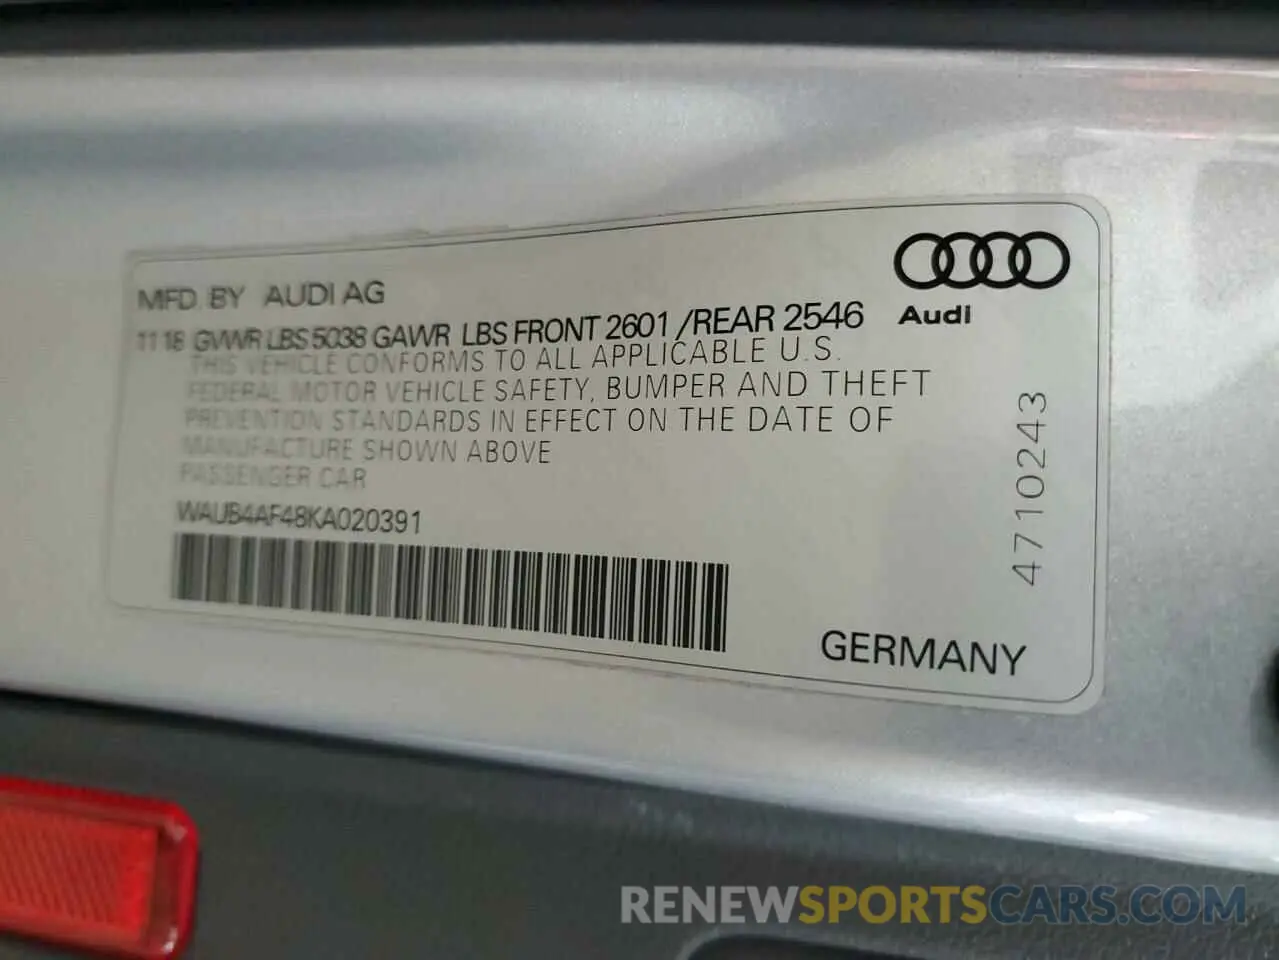 MFD. BY AUDI AG
Audi
11 18 GVWR LBS 5038 GAWR LBS FRONT 2601 /REAR 2546
THIS VEHICLE CONFORMS TO ALL APPLICABLE U.S.
FEDERAL MOTOR VEHICLE SAFETY, BUMPER AND THEFT
PREVENTION STANDARDS IN EFFECT ON THE DATE OF
MANUFACTURE SHOWN ABOVE
PASSENGER CAR
WAUB4AF48KA020391
4710243
GERMANY
RENEWSPORTSCARS.COM